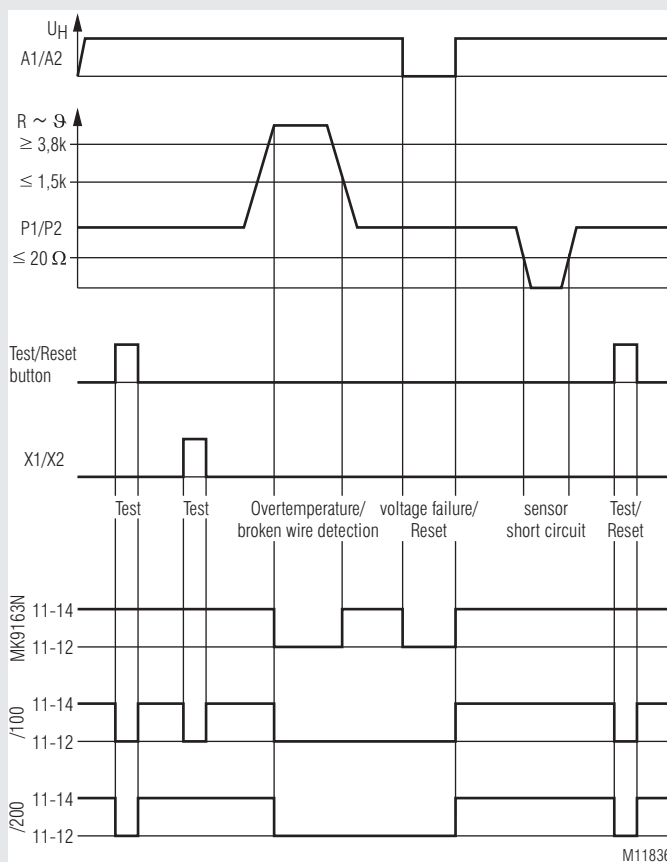 UH
A1/A2
R ~ ϑ
≥ 3,8k
≤ 1,5k
P1/P2
≤ 20 Ω
Test/Reset
button
X1/X2
Test
Test
Overtemperature/
broken wire detection
voltage failure/
Reset
sensor
short circuit
Test/
Reset
MK9163N
11-14
11-12
/100
11-14
11-12
/200
11-14
11-12
M11836